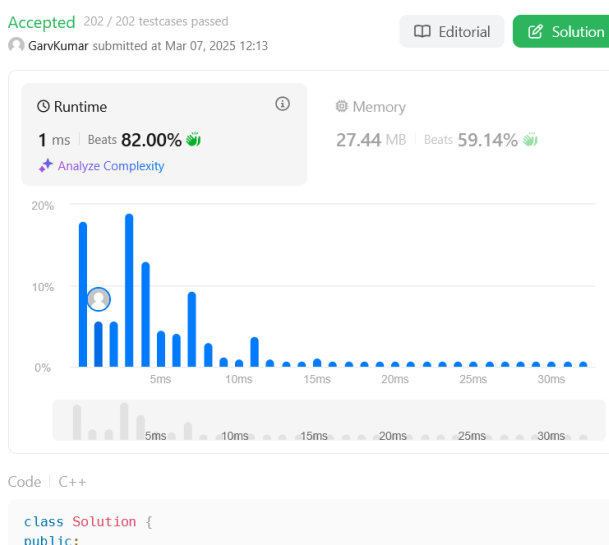 Accepted 202 / 202 testcases passed
GarvKumar submitted at Mar 07, 2025 12:13
Editorial
Solution
Runtime
1 ms Beats 82.00%
Analyze Complexity
Memory
27.44 MB Beats 59.14%
20%
10%
0%
5ms 10ms 15ms 20ms 25ms 30ms
5ms 10ms 15ms 20ms 25ms 30ms
Code C++
class Solution {
public: